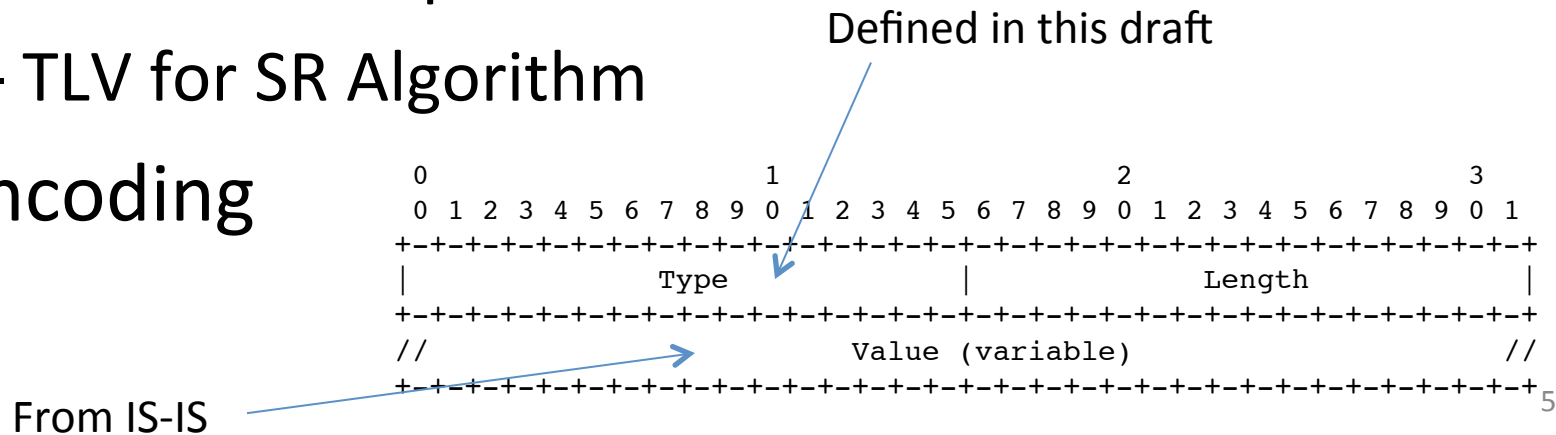 Defined in this draft
- TLV for SR Algorithm
ncoding
0 1 2 3
0 1 2 3 4 5 6 7 8 9 0 1 2 3 4 5 6 7 8 9 0 1 2 3 4 5 6 7 8 9 0 1
+-+-+-+-+-+-+-+-+-+-+-+-+-+-+-+-+-+-+-+-+-+-+-+-+-+-+-+-+-+-+-+-+
| Type | Length |
+-+-+-+-+-+-+-+-+-+-+-+-+-+-+-+-+-+-+-+-+-+-+-+-+-+-+-+-+-+-+-+-+
// Value (variable) //
+-+-+-+-+-+-+-+-+-+-+-+-+-+-+-+-+-+-+-+-+-+-+-+-+-+-+-+-+-+-+-+-+
From IS-IS
5